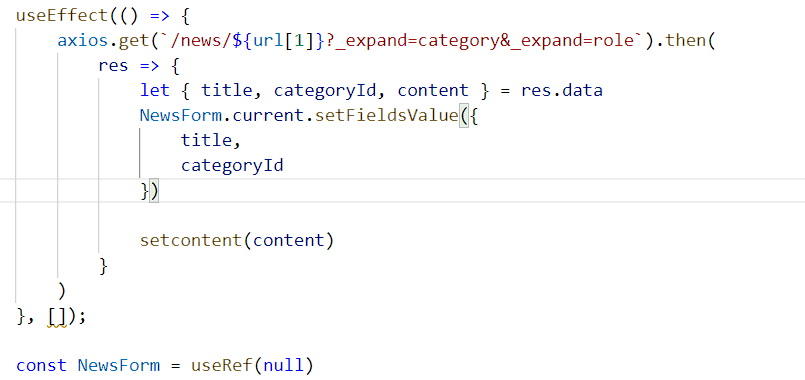 useEffect(() => {
axios.get(`/news/${url[1]}?_expand=category&_expand=role`).then(
res => {
let { title, categoryId, content } = res.data
NewsForm.current.setFieldsValue({
title,
categoryId
})
setcontent(content)
}
)
}, []);
const NewsForm = useRef(null)